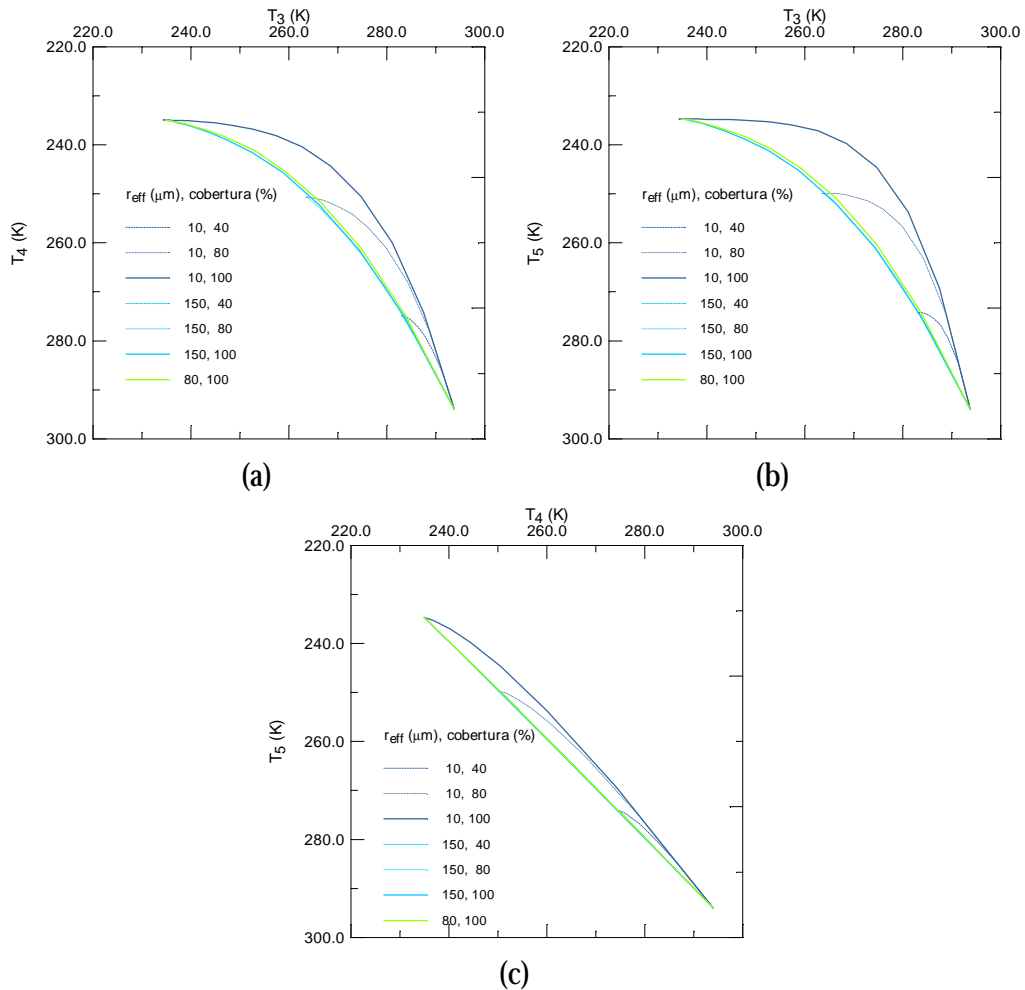 T3 (K)
220.0 240.0 260.0 280.0 300.0
220.0
240.0
260.0
280.0
300.0
T4 (K)
reff (μm), cobertura (%)
10, 40
10, 80
10, 100
150, 40
150, 80
150, 100
80, 100
(a)
T3 (K)
220.0 240.0 260.0 280.0 300.0
220.0
240.0
260.0
280.0
300.0
T5 (K)
reff (μm), cobertura (%)
10, 40
10, 80
10, 100
150, 40
150, 80
150, 100
80, 100
(b)
T4 (K)
220.0 240.0 260.0 280.0 300.0
220.0
240.0
260.0
280.0
300.0
T5 (K)
reff (μm), cobertura (%)
10, 40
10, 80
10, 100
150, 40
150, 80
150, 100
80, 100
(c)